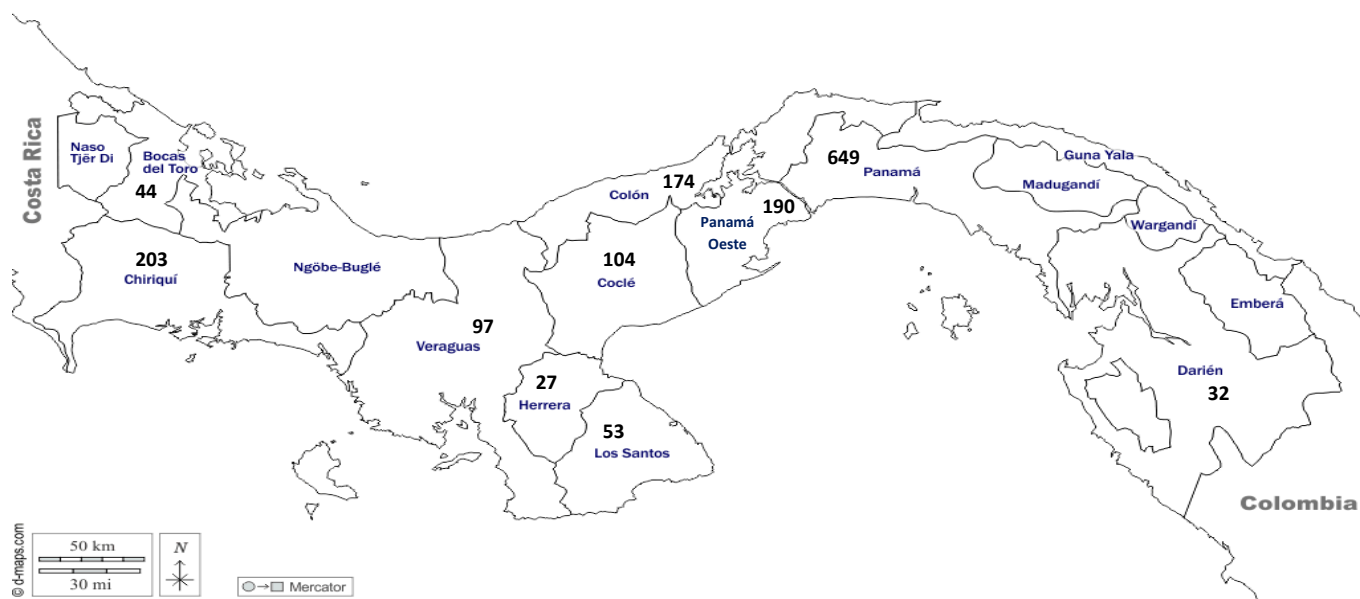 Costa Rica
Naso
Tjër Di
Bocas
del Toro
44
203
Chiriquí
Ngöbe-Buglé
97
Veraguas
Colón
174
104
Coclé
190
Panamá
Oeste
649
Panamá
Guna Yala
Madugandí
Wargandí
Emberá
Darién
32
27
Herrera
53
Los Santos
Colombia
© d-maps.com
50 km
30 mi
N
Mercator